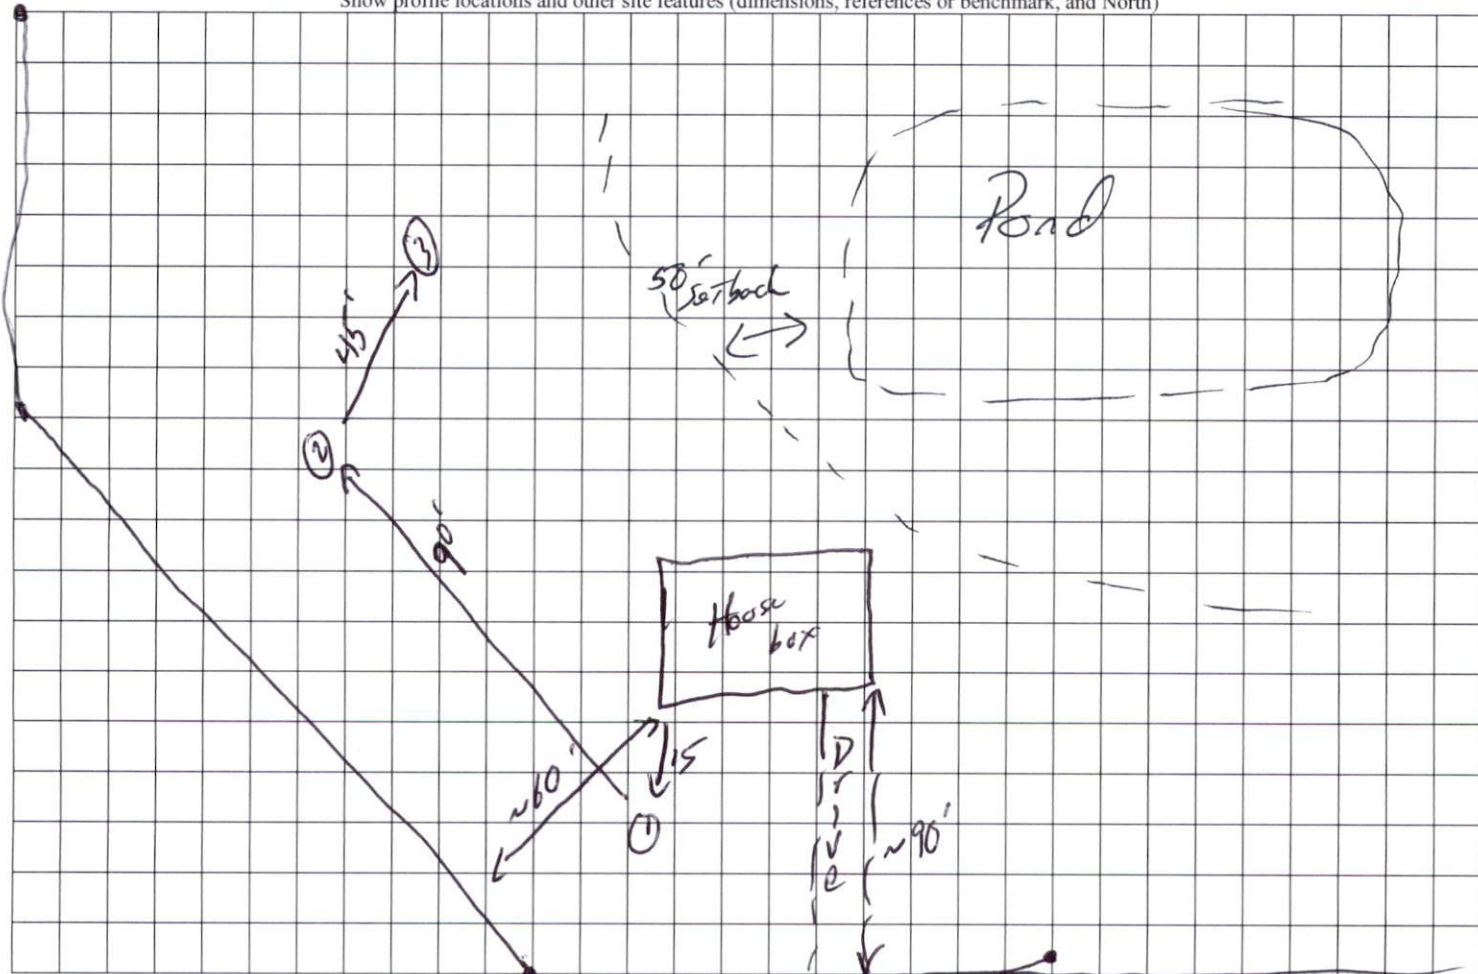 Show profile locations and other site features (dimensions, references or benchmark, and North)
Pond
3
50' Setback
45'
2
90'
House
box
15
~60'
1
Drive
~90'